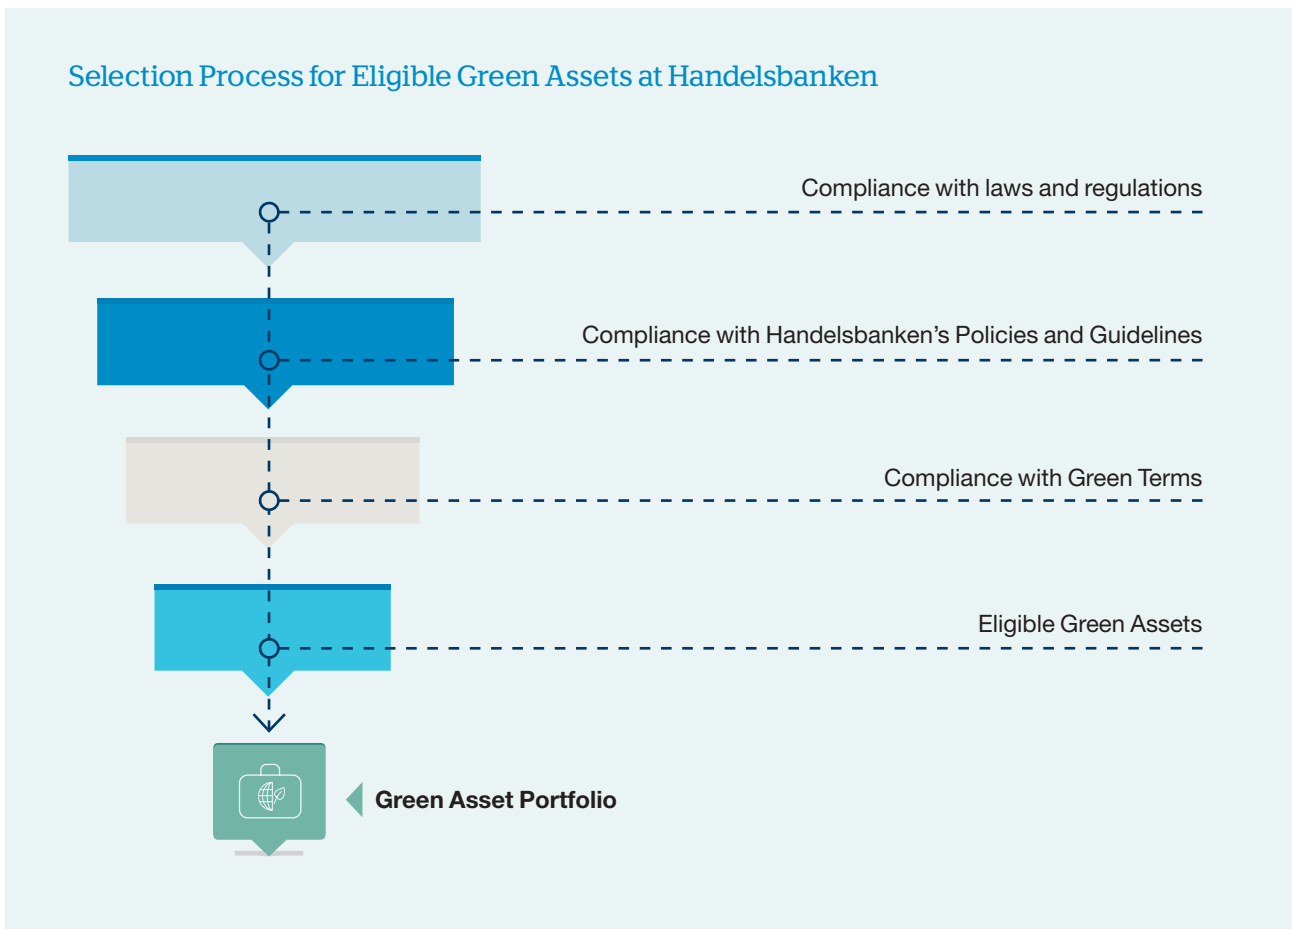 Selection Process for Eligible Green Assets at Handelsbanken
Compliance with laws and regulations
Compliance with Handelsbanken’s Policies and Guidelines
Compliance with Green Terms
Eligible Green Assets
Green Asset Portfolio